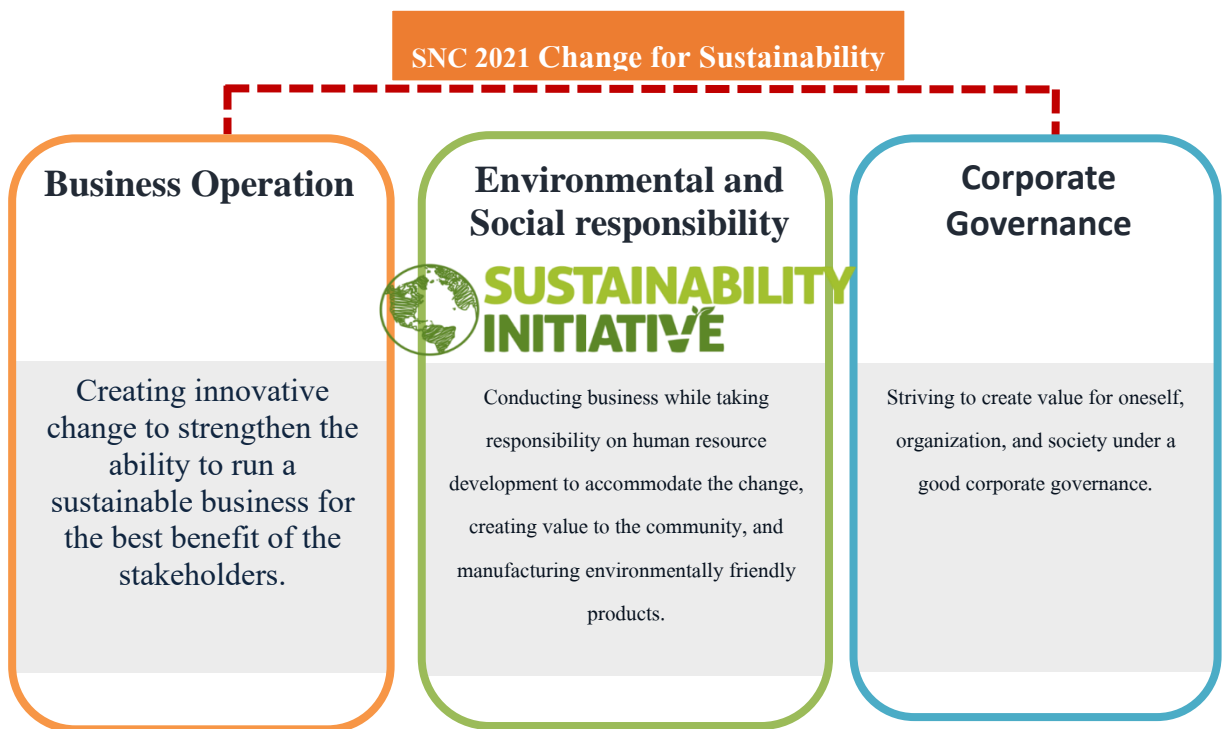 SNC 2021 Change for Sustainability
Business Operation
Creating innovative
change to strengthen the
ability to run a
sustainable business for
the best benefit of the
stakeholders.
Environmental and
Social responsibility
SUSTAINABILITY
INITIATIVE
Conducting business while taking
responsibility on human resource
development to accommodate the change,
creating value to the community, and
manufacturing environmentally friendly
products.
Corporate
Governance
Striving to create value for oneself,
organization, and society under a
good corporate governance.